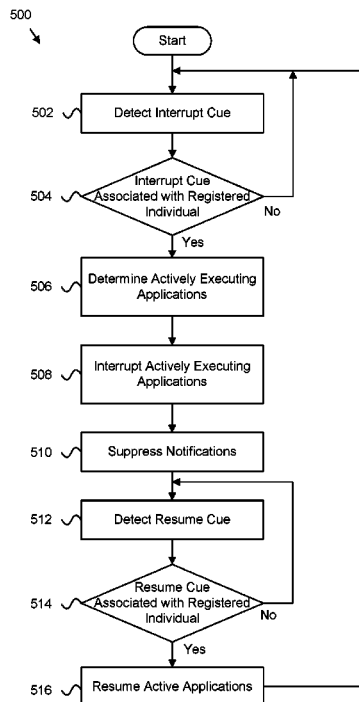 500
Start
502
Detect Interrupt Cue
504
Interrupt Cue
Associated with Registered
Individual
No
Yes
506
Determine Actively Executing
Applications
508
Interrupt Actively Executing
Applications
510
Suppress Notifications
512
Detect Resume Cue
514
Resume Cue
Associated with Registered
Individual
No
Yes
516
Resume Active Applications